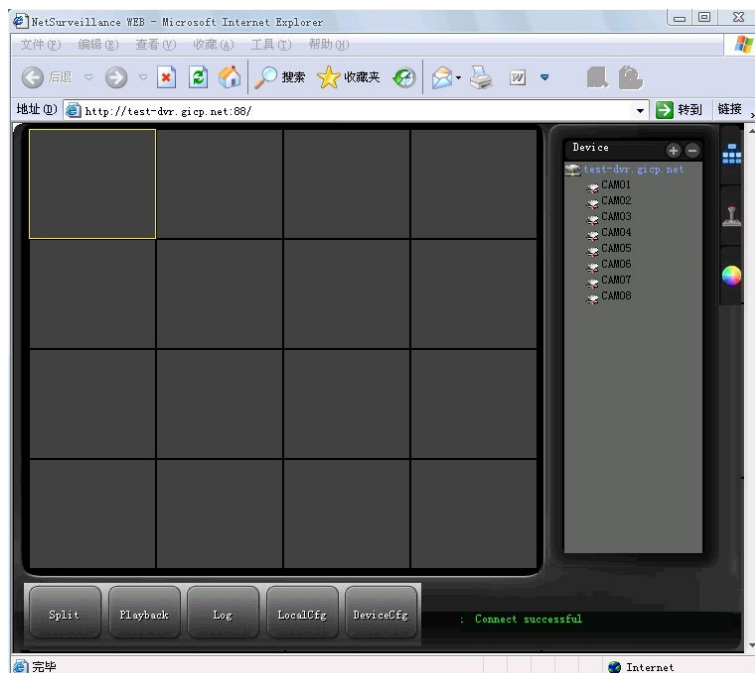 NetSurveillance WEB - Microsoft Internet Explorer
文件(F) 编辑(E) 查看(V) 收藏(A) 工具(T) 帮助(H)
后退 搜索 收藏夹
地址(D) http://test-dvr.gicp.net:88/ 转到 链接
Device
test-dvr.gicp.net
CAM01
CAM02
CAM03
CAM04
CAM05
CAM06
CAM07
CAM08
Split Playback Log LocalCfg DeviceCfg : Connect successful
完毕 Internet